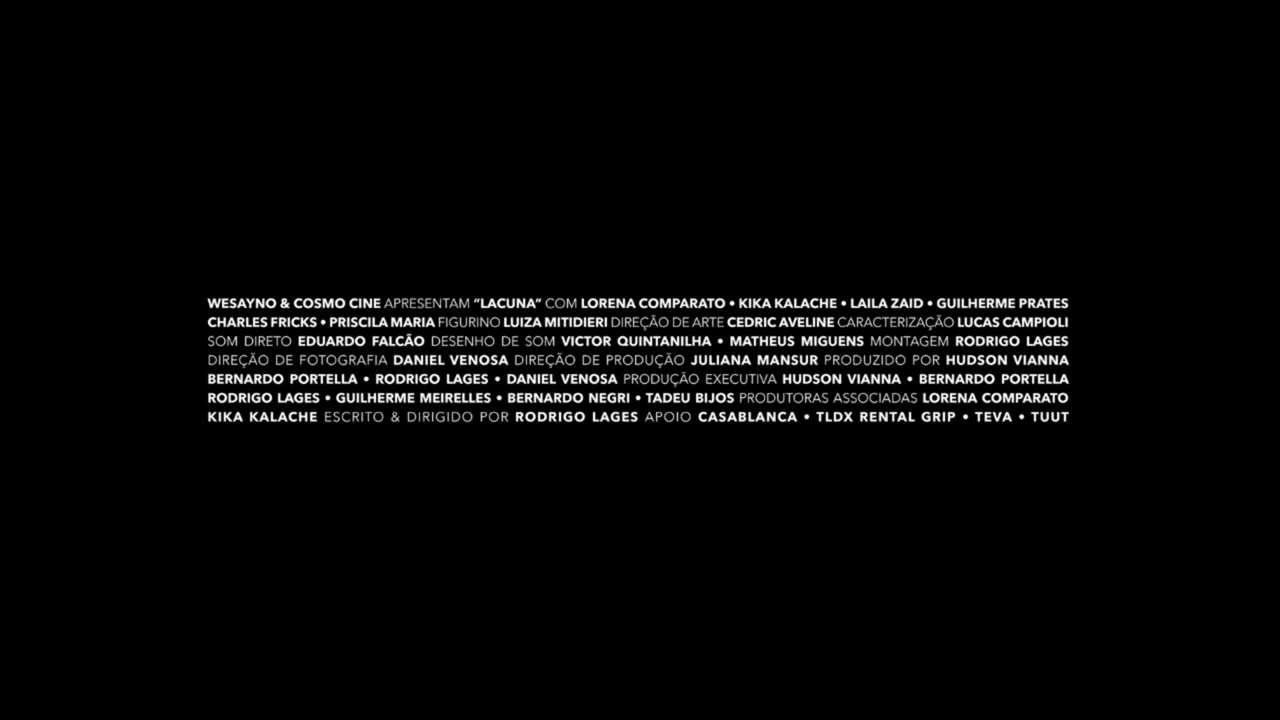 WESAYNO & COSMO CINE APRESENTAM "LACUNA" COM LORENA COMPARATO • KIKA KALACHE • LAILA ZAID • GUILHERME PRATES
CHARLES FRICKS • PRISCILA MARIA FIGURINO LUIZA MITIDIERI DIREÇÃO DE ARTE CEDRIC AVELINE CARACTERIZAÇÃO LUCAS CAMPIOLI
SOM DIRETO EDUARDO FALCÃO DESENHO DE SOM VICTOR QUINTANILHA • MATHEUS MIGUENS MONTAGEM RODRIGO LAGES
DIREÇÃO DE FOTOGRAFIA DANIEL VENOSA DIREÇÃO DE PRODUÇÃO JULIANA MANSUR PRODUZIDO POR HUDSON VIANNA
BERNARDO PORTELLA • RODRIGO LAGES • DANIEL VENOSA PRODUÇÃO EXECUTIVA HUDSON VIANNA • BERNARDO PORTELLA
RODRIGO LAGES • GUILHERME MEIRELLES • BERNARDO NEGRI • TADEU BIJOS PRODUTORAS ASSOCIADAS LORENA COMPARATO
KIKA KALACHE ESCRITO & DIRIGIDO POR RODRIGO LAGES APOIO CASABLANCA • TLDX RENTAL GRIP • TEVA • TUUT